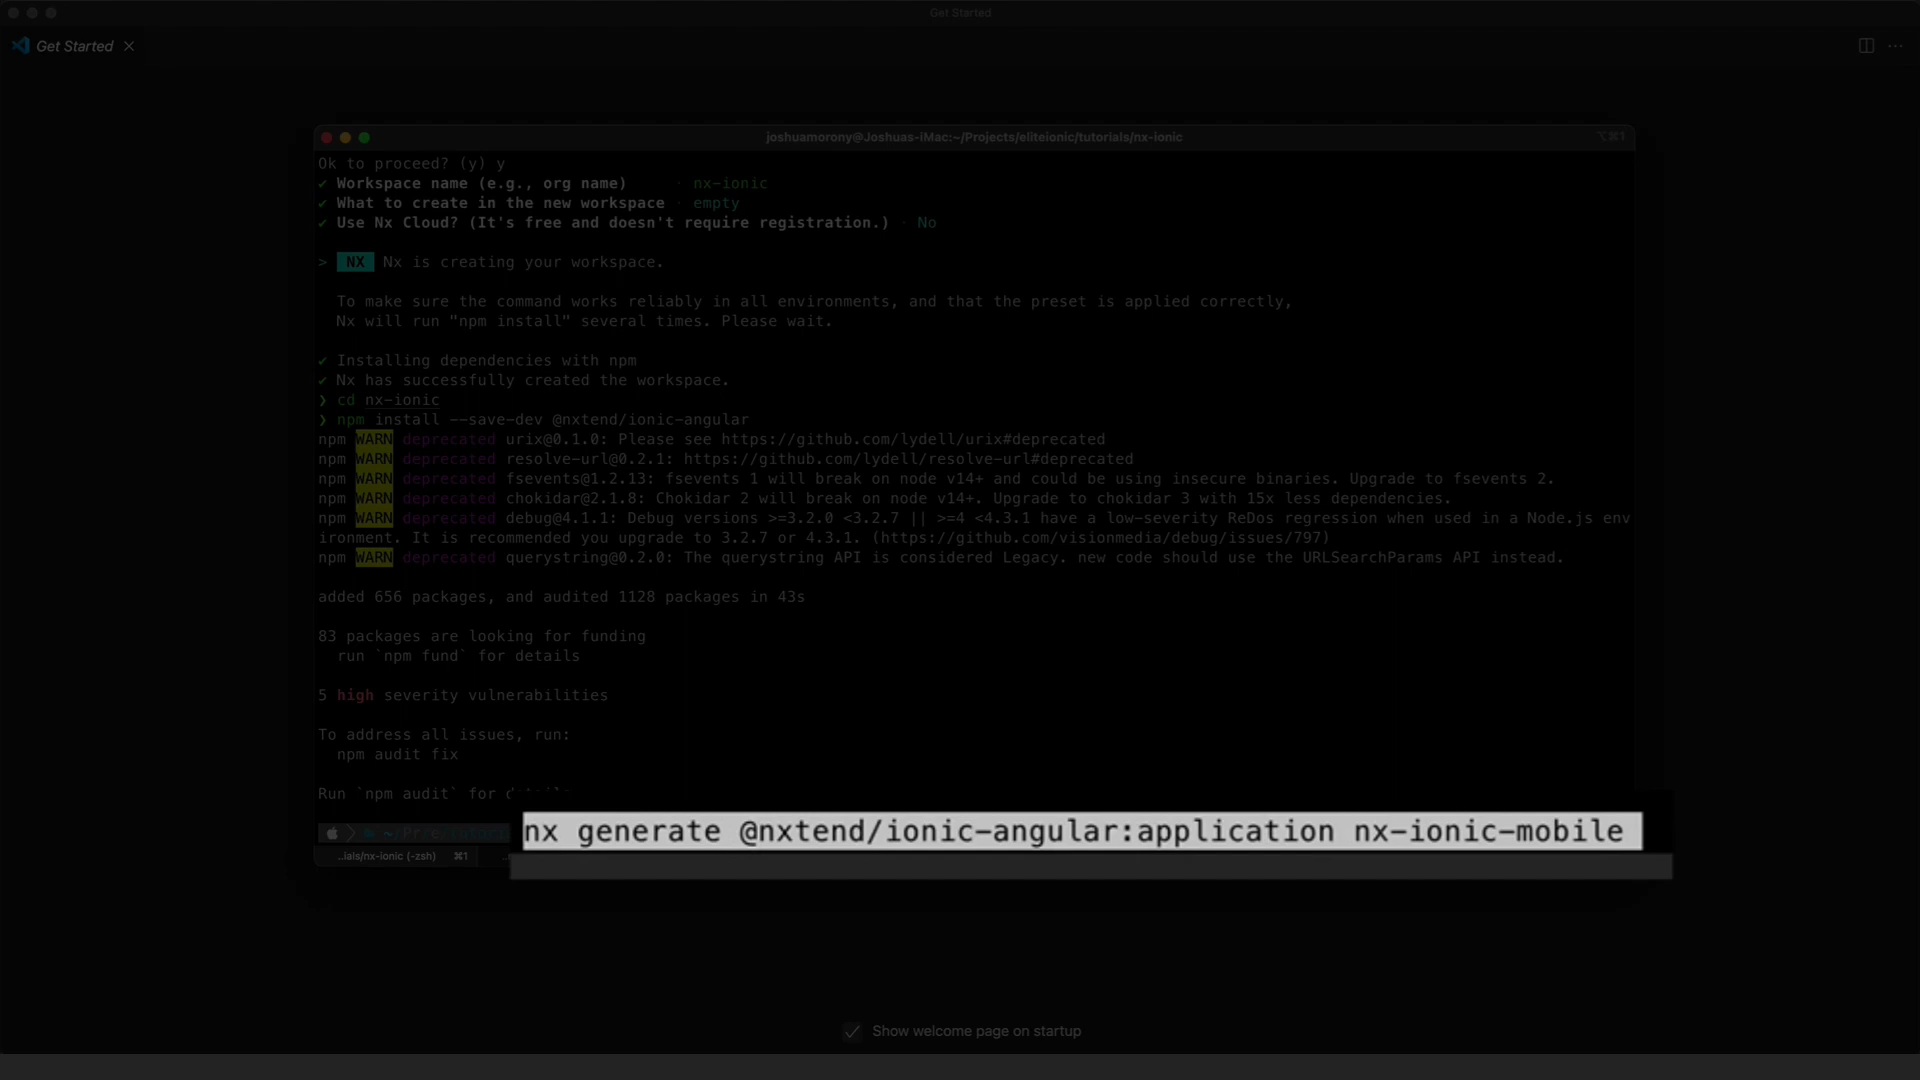 Get Started
Get Started
joshuamorony@Joshuas-iMac:~/Projects/eliteionic/tutorials/nx-ionic
⌥⌘1
Ok to proceed? (y) y
✔ Workspace name (e.g., org name) · nx-ionic
✔ What to create in the new workspace · empty
✔ Use Nx Cloud? (It's free and doesn't require registration.) · No
> NX Nx is creating your workspace.
To make sure the command works reliably in all environments, and that the preset is applied correctly,
Nx will run "npm install" several times. Please wait.
✔ Installing dependencies with npm
✔ Nx has successfully created the workspace.
❯ cd nx-ionic
❯ npm install --save-dev @nxtend/ionic-angular
npm WARN deprecated urix@0.1.0: Please see https://github.com/lydell/urix#deprecated
npm WARN deprecated resolve-url@0.2.1: https://github.com/lydell/resolve-url#deprecated
npm WARN deprecated fsevents@1.2.13: fsevents 1 will break on node v14+ and could be using insecure binaries. Upgrade to fsevents 2.
npm WARN deprecated chokidar@2.1.8: Chokidar 2 will break on node v14+. Upgrade to chokidar 3 with 15x less dependencies.
npm WARN deprecated debug@4.1.1: Debug versions >=3.2.0 <3.2.7 || >=4 <4.3.1 have a low-severity ReDos regression when used in a Node.js env
ironment. It is recommended you upgrade to 3.2.7 or 4.3.1. (https://github.com/visionmedia/debug/issues/797)
npm WARN deprecated querystring@0.2.0: The querystring API is considered Legacy. new code should use the URLSearchParams API instead.
added 656 packages, and audited 1128 packages in 43s
83 packages are looking for funding
run `npm fund` for details
5 high severity vulnerabilities
To address all issues, run:
npm audit fix
Run `npm audit` for
nx generate @nxtend/ionic-angular:application nx-ionic-mobile
..ials/nx-ionic (-zsh) ⌘1
Show welcome page on startup